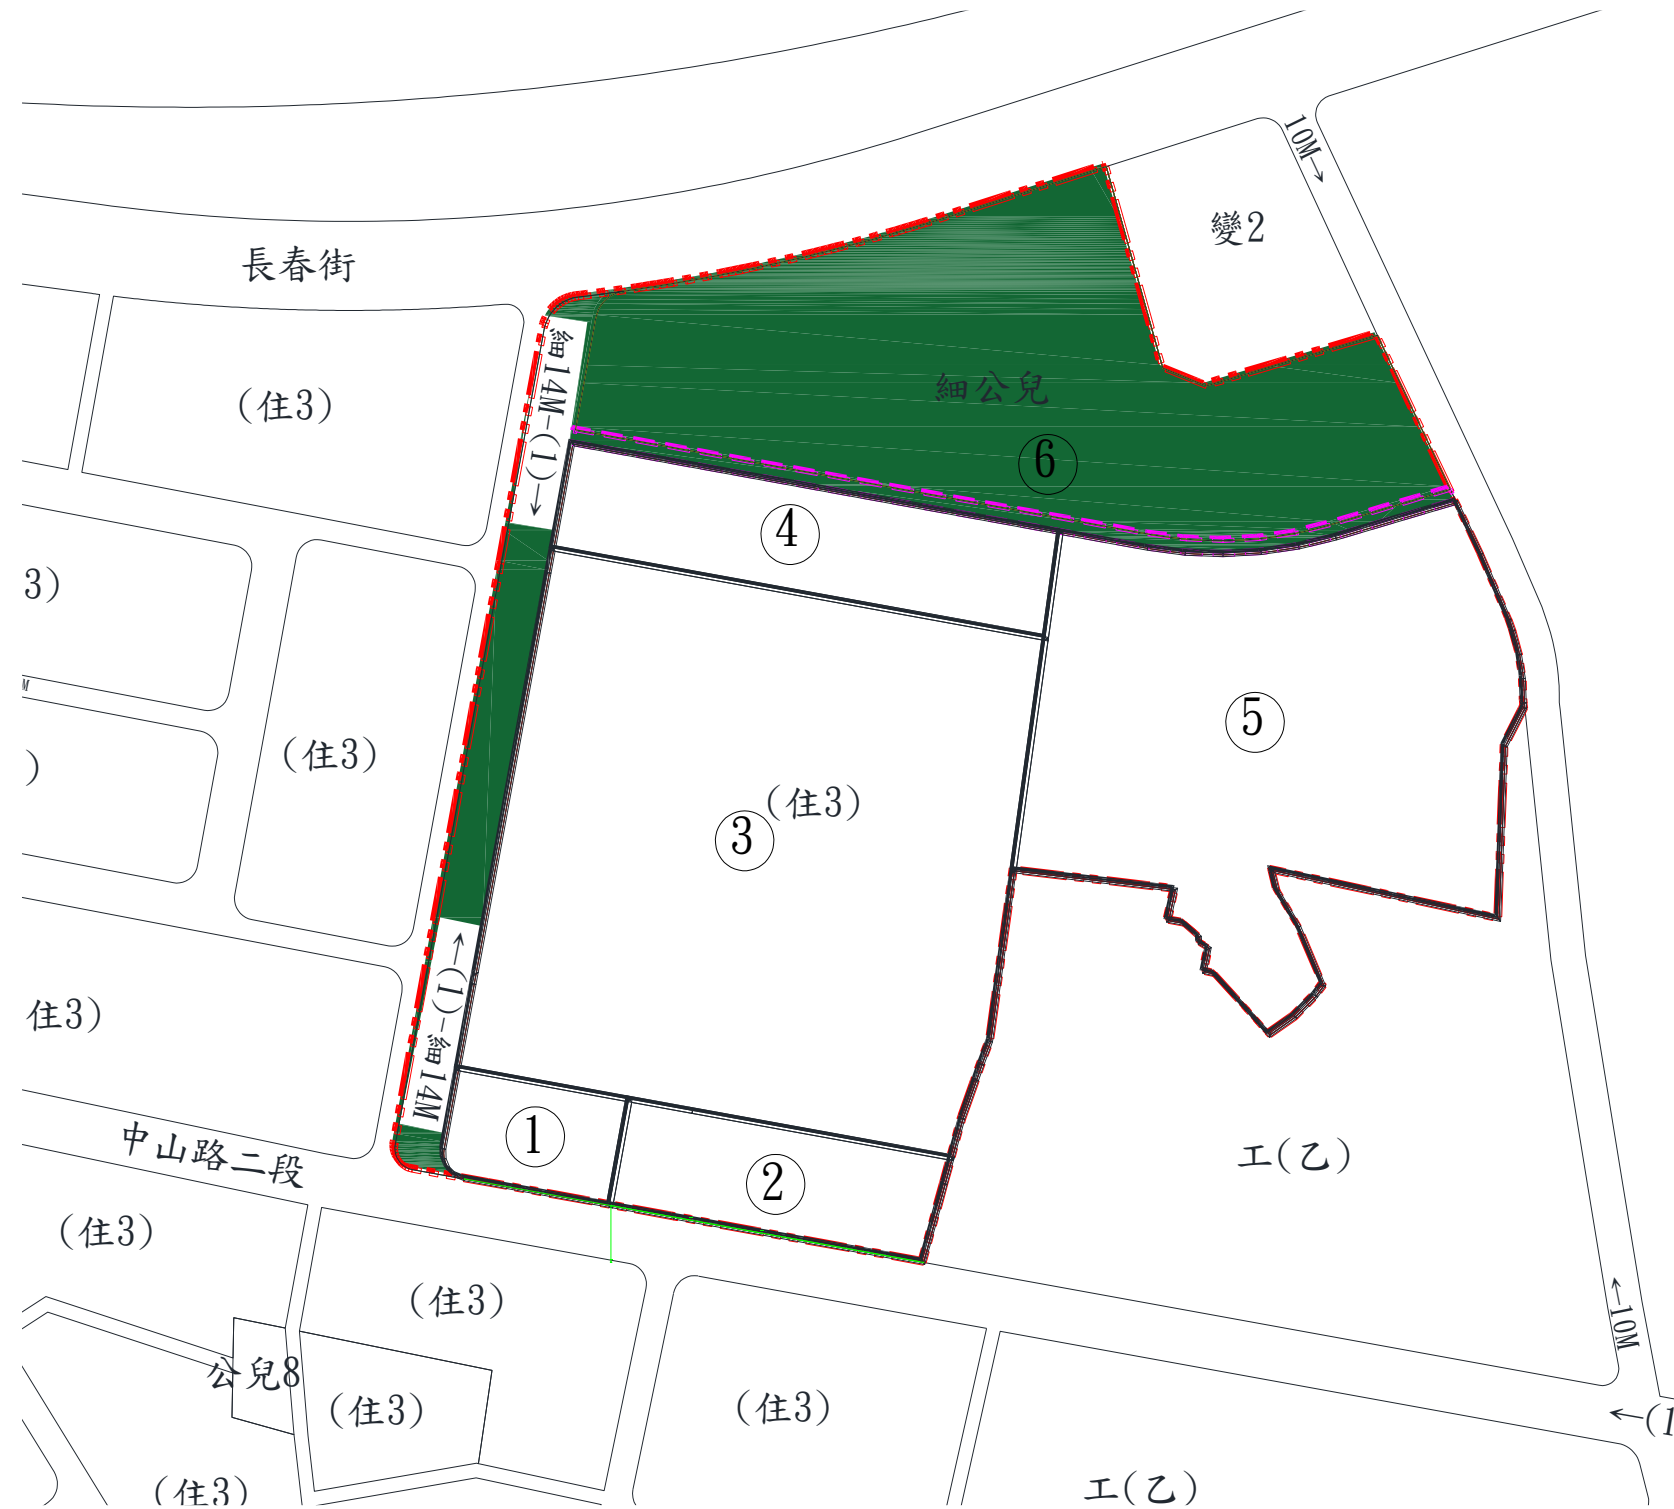 10M→
變2
長春街
細14M-(1)→
(住3)
細公兒
6
4
3)
(住3)
5
)
(住3)
3
住3)
←(1)-細14M
1
2
中山路二段
工(乙)
(住3)
(住3)
←10M
公兒8
(住3)
(住3)
←(1
(住3)
工(乙)